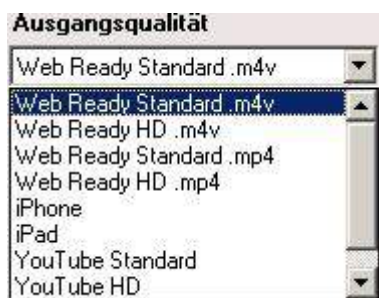 Ausgangsqualität
Web Ready Standard .m4v
Web Ready Standard .m4v
Web Ready HD .m4v
Web Ready Standard .mp4
Web Ready HD .mp4
iPhone
iPad
YouTube Standard
YouTube HD